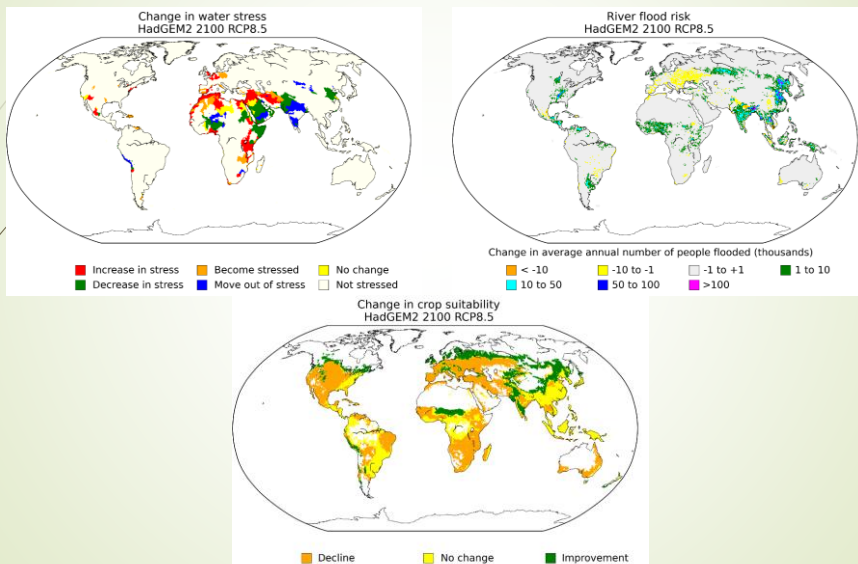 Change in water stress
HadGEM2 2100 RCP8.5
Increase in stress
Become stressed
No change
Decrease in stress
Move out of stress
Not stressed
River flood risk
HadGEM2 2100 RCP8.5
Change in average annual number of people flooded (thousands)
< -10
-10 to -1
-1 to +1
1 to 10
10 to 50
50 to 100
>100
Change in crop suitability
HadGEM2 2100 RCP8.5
Decline
No change
Improvement